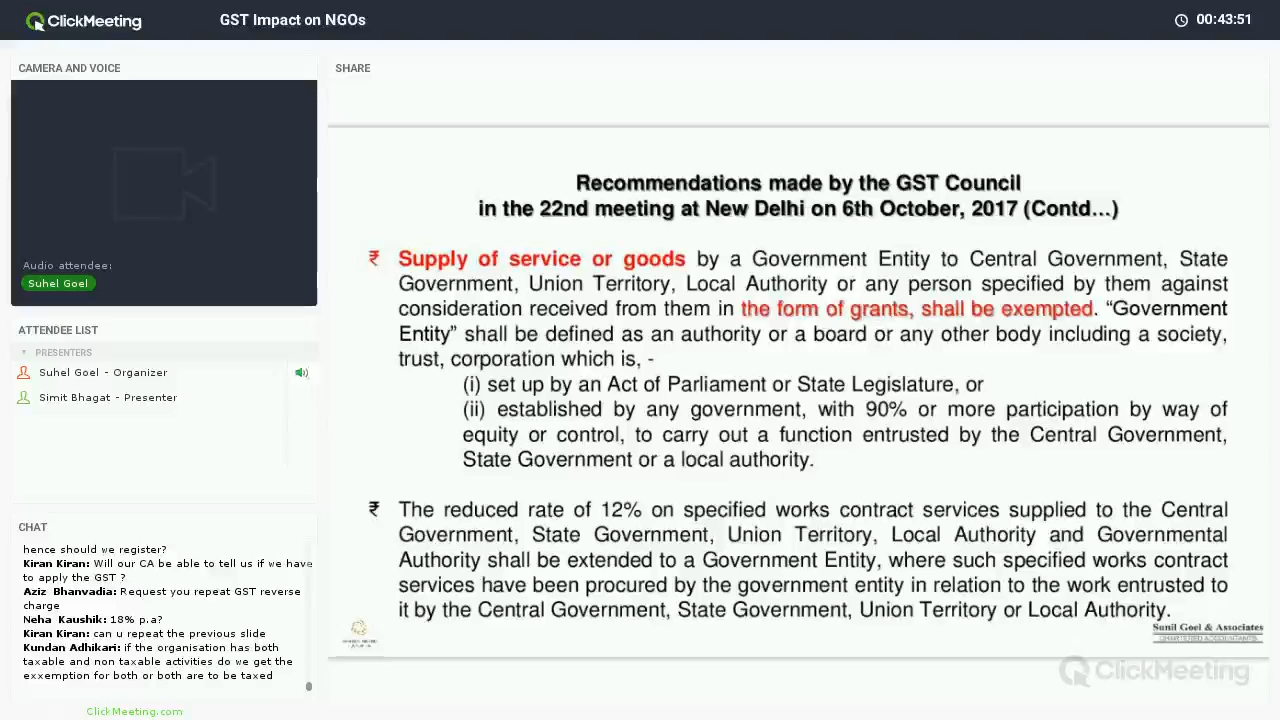 ClickMeeting
GST Impact on NGOs
00:43:51
CAMERA AND VOICE
Audio attendee:
Suhel Goel
ATTENDEE LIST
PRESENTERS
Suhel Goel - Organizer
Simit Bhagat - Presenter
CHAT
hence should we register?
Kiran Kiran: Will our CA be able to tell us if we have
to apply the GST ?
Aziz Bhanvadia: Request you repeat GST reverse
charge
Neha Kaushik: 18% p.a?
Kiran Kiran: can u repeat the previous slide
Kundan Adhikari: if the organisation has both
taxable and non taxable activities do we get the
exxemption for both or both are to be taxed
ClickMeeting.com
SHARE
Recommendations made by the GST Council
in the 22nd meeting at New Delhi on 6th October, 2017 (Contd...)
₹ Supply of service or goods by a Government Entity to Central Government, State
Government, Union Territory, Local Authority or any person specified by them against
consideration received from them in the form of grants, shall be exempted. “Government
Entity” shall be defined as an authority or a board or any other body including a society,
trust, corporation which is, -
(i) set up by an Act of Parliament or State Legislature, or
(ii) established by any government, with 90% or more participation by way of
equity or control, to carry out a function entrusted by the Central Government,
State Government or a local authority.
₹ The reduced rate of 12% on specified works contract services supplied to the Central
Government, State Government, Union Territory, Local Authority and Governmental
Authority shall be extended to a Government Entity, where such specified works contract
services have been procured by the government entity in relation to the work entrusted to
it by the Central Government, State Government, Union Territory or Local Authority.
Sunil Goel & Associates
CHARTERED ACCOUNTANTS
ClickMeeting